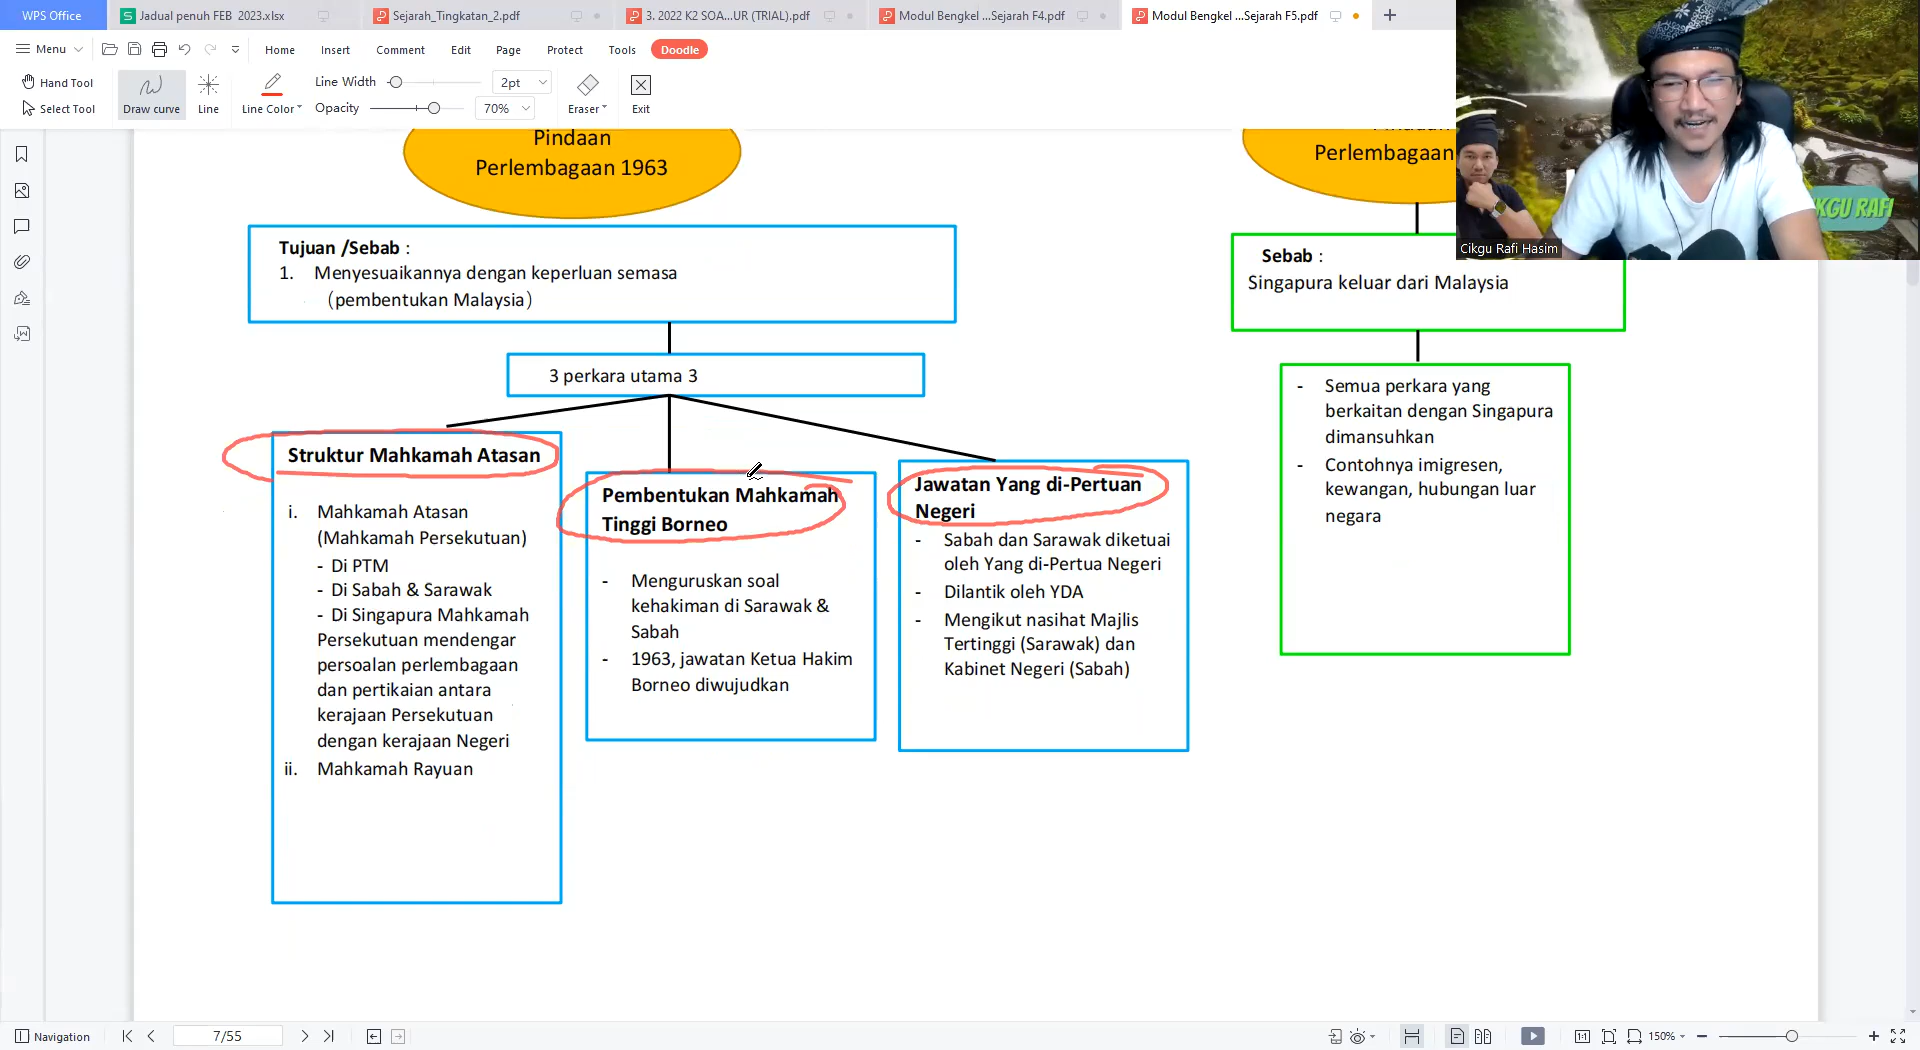 WPS Office
Jadual penuh FEB 2023.xlsx
Sejarah_Tingkatan_2.pdf
3. 2022 K2 SOA...UR (TRIAL).pdf
Modul Bengkel ...Sejarah F4.pdf
Modul Bengkel ...Sejarah F5.pdf
Menu
Home
Insert
Comment
Edit
Page
Protect
Tools
Doodle
Hand Tool
Select Tool
Draw curve
Line
Line Color
Line Width
2pt
Opacity
70%
Eraser
Exit
Pindaan
Perlembagaan 1963
Tujuan /Sebab :
1. Menyesuaikannya dengan keperluan semasa
(pembentukan Malaysia)
3 perkara utama 3
Struktur Mahkamah Atasan
i. Mahkamah Atasan
(Mahkamah Persekutuan)
- Di PTM
- Di Sabah & Sarawak
- Di Singapura Mahkamah
Persekutuan mendengar
persoalan perlembagaan
dan pertikaian antara
kerajaan Persekutuan
dengan kerajaan Negeri
ii. Mahkamah Rayuan
Pembentukan Mahkamah
Tinggi Borneo
- Menguruskan soal
kehakiman di Sarawak &
Sabah
- 1963, jawatan Ketua Hakim
Borneo diwujudkan
Jawatan Yang di-Pertuan
Negeri
- Sabah dan Sarawak diketuai
oleh Yang di-Pertua Negeri
- Dilantik oleh YDA
- Mengikut nasihat Majlis
Tertinggi (Sarawak) dan
Kabinet Negeri (Sabah)
Perlembagaan
Sebab :
Singapura keluar dari Malaysia
- Semua perkara yang
berkaitan dengan Singapura
dimansuhkan
- Contohnya imigresen,
kewangan, hubungan luar
negara
KGU RAFI
Cikgu Rafi Hasim
Navigation
7/55
150%